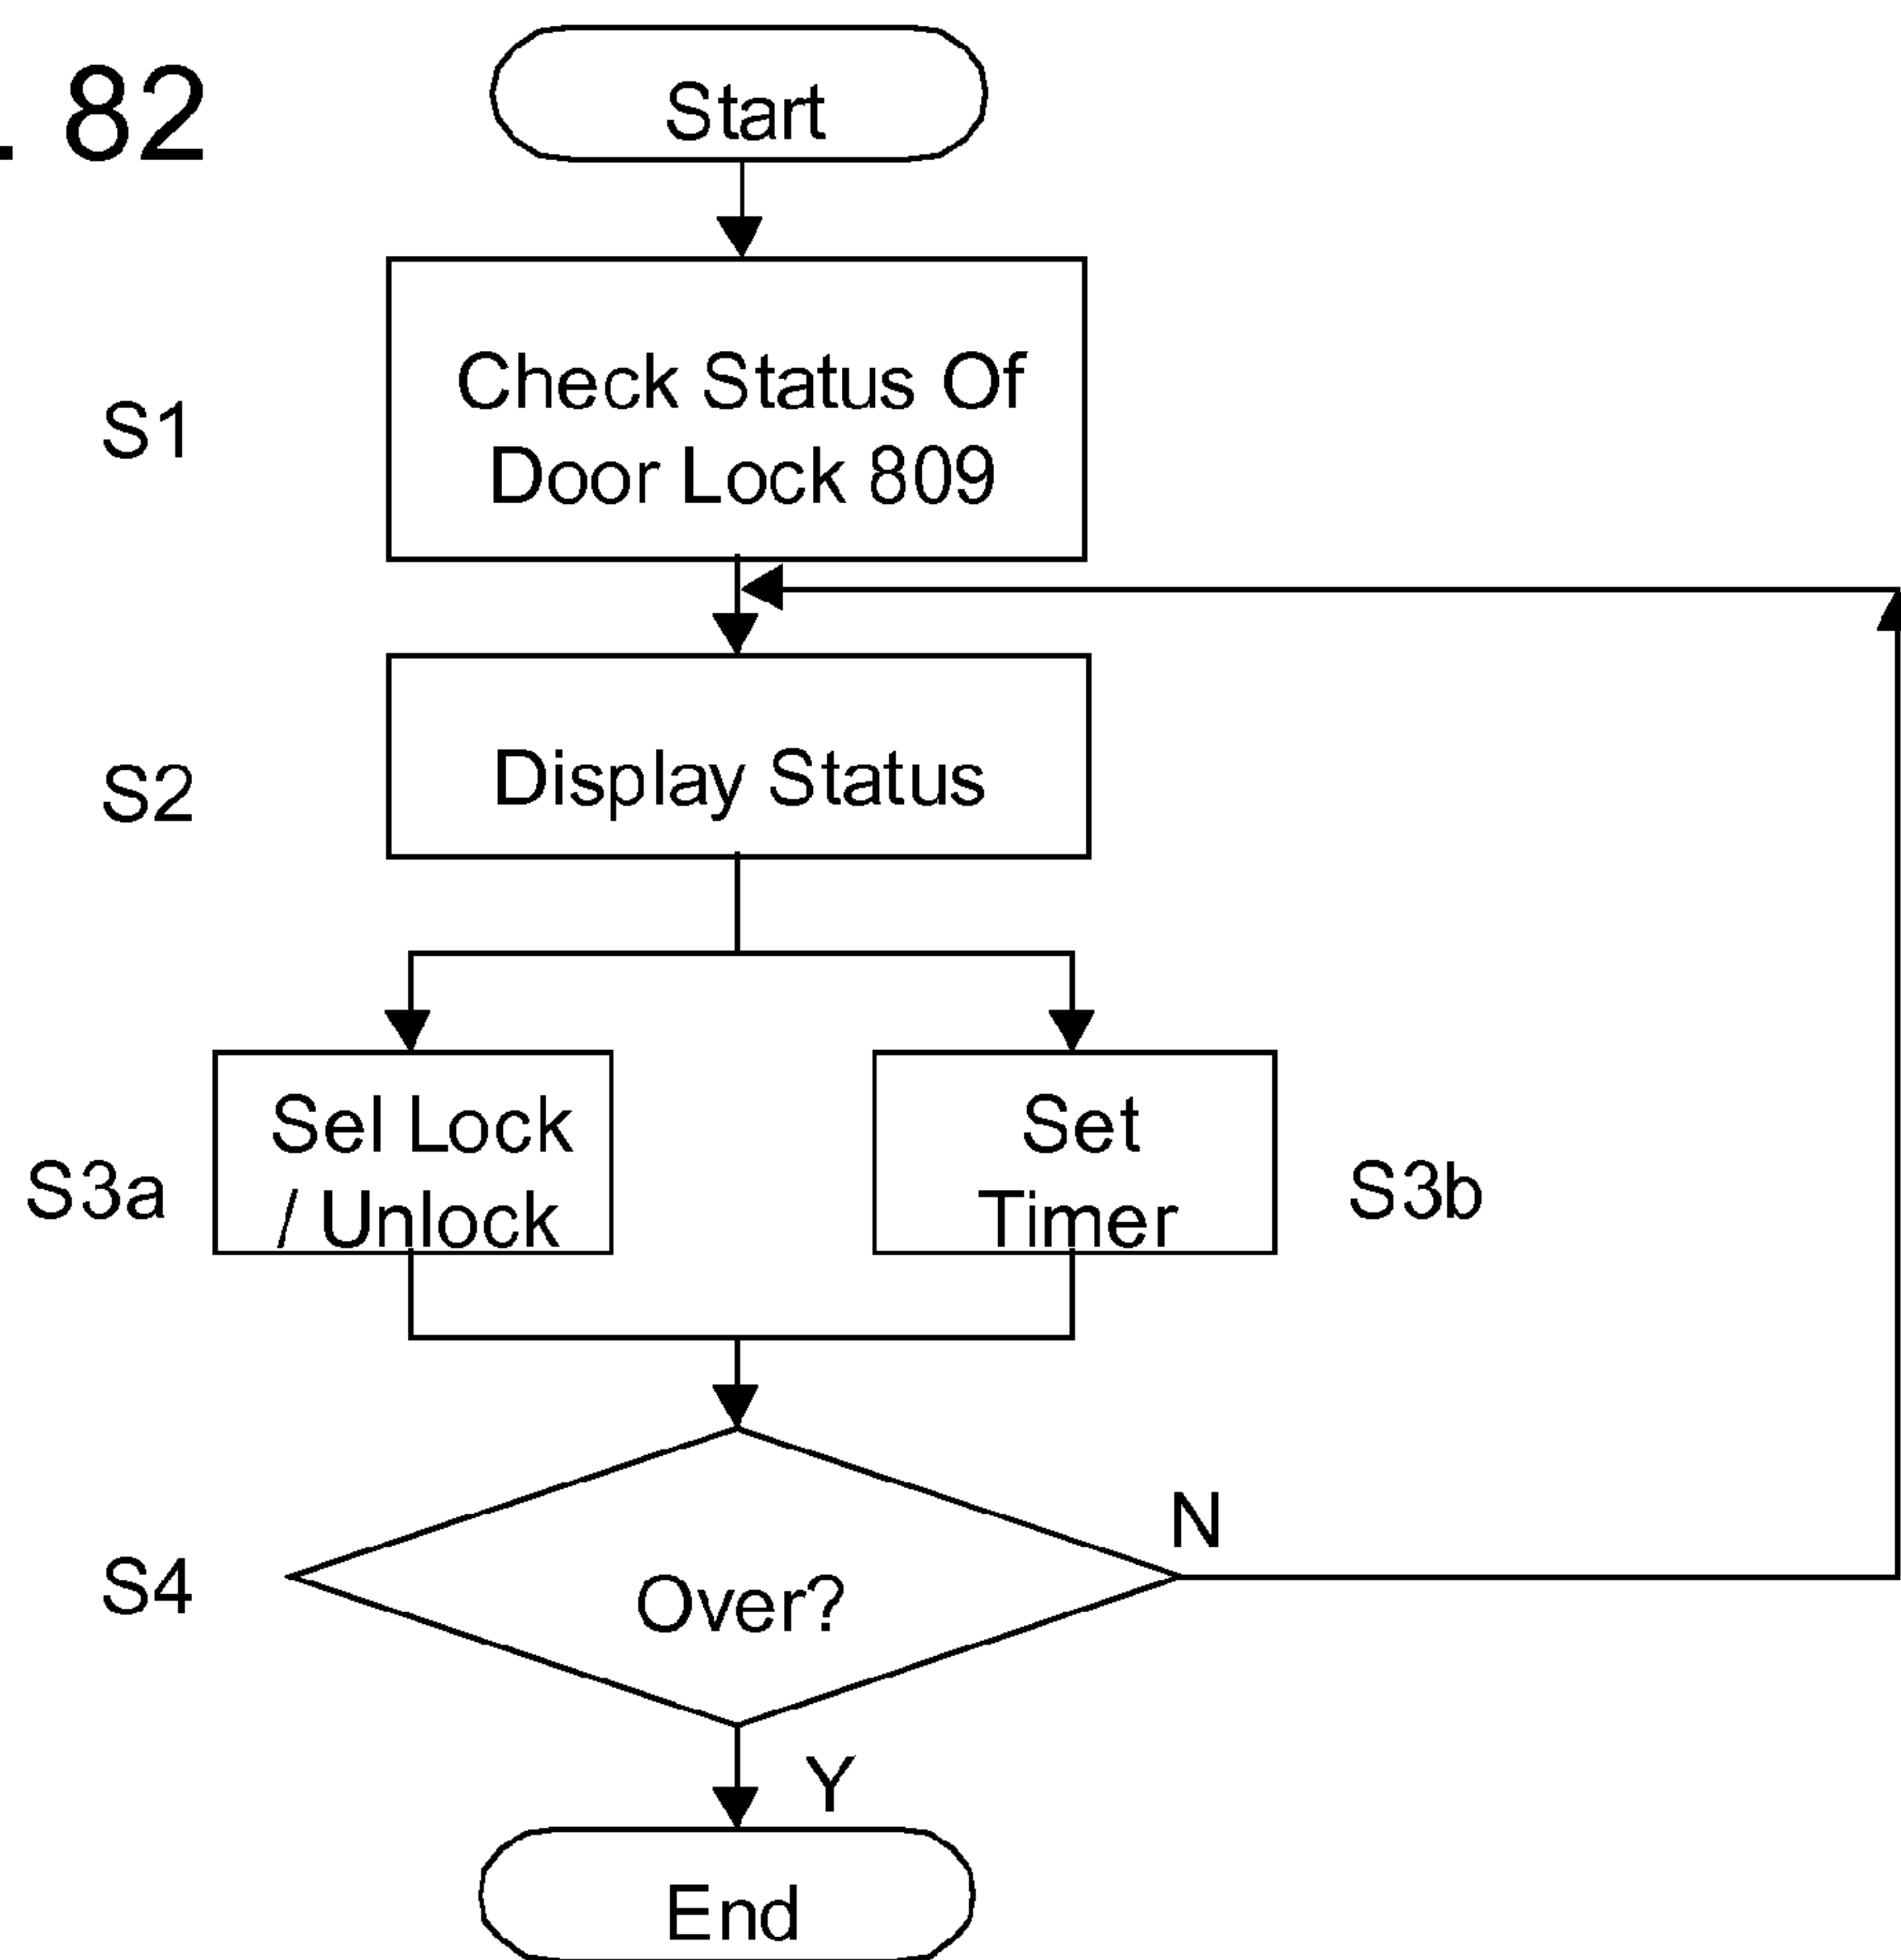 . 82
Start
S1
Check Status Of
Door Lock 809
S2
Display Status
S3a
Sel Lock
/ Unlock
Set
Timer
S3b
S4
Over?
N
Y
End